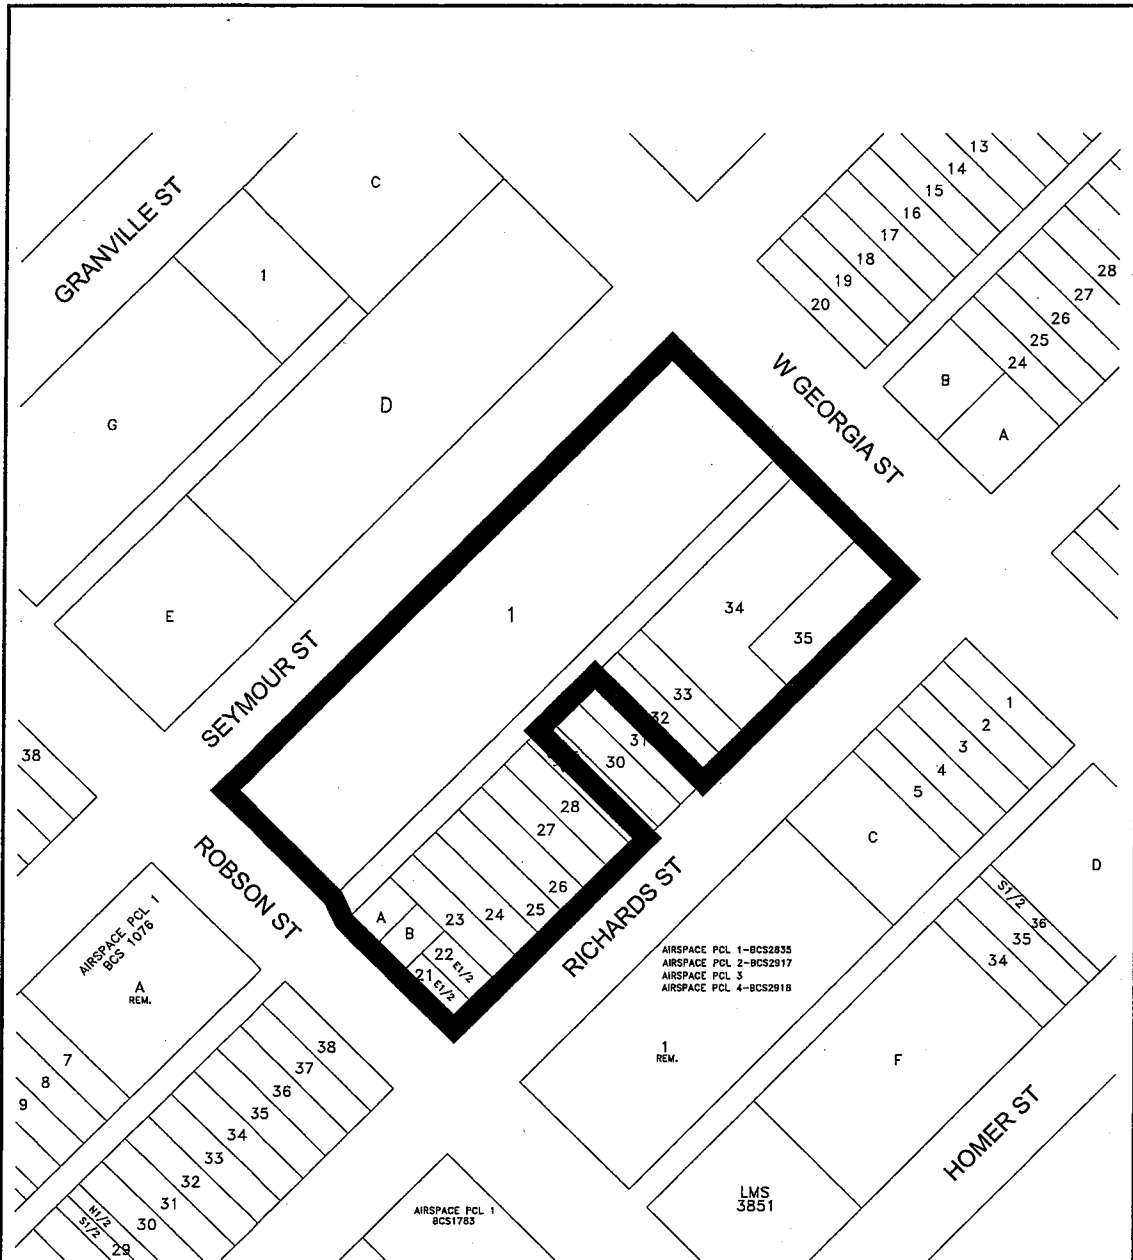 13
14
15
16
17
18
19
20
28
27
26
25
24
B
A
C
1
G
D
E
GRANVILLE ST
W GEORGIA ST
SEYMOUR ST
ROBSON ST
RICHARDS ST
HOMER ST
1
34
35
33
32
31
30
28
27
26
25
24
23
A
B
22 E1/2
21 E1/2
38
AIRSPACE PCL 1
BCS 1076
A
REM.
7
8
9
38
37
36
35
34
33
32
31
30
N1/2
S1/2
29
1
2
3
4
5
C
D
S1/2
36
35
34
AIRSPACE PCL 1-BCS2835
AIRSPACE PCL 2-BCS2917
AIRSPACE PCL 3
AIRSPACE PCL 4-BCS2918
1
REM.
F
LMS
3851
AIRSPACE PCL 1
BCS1783